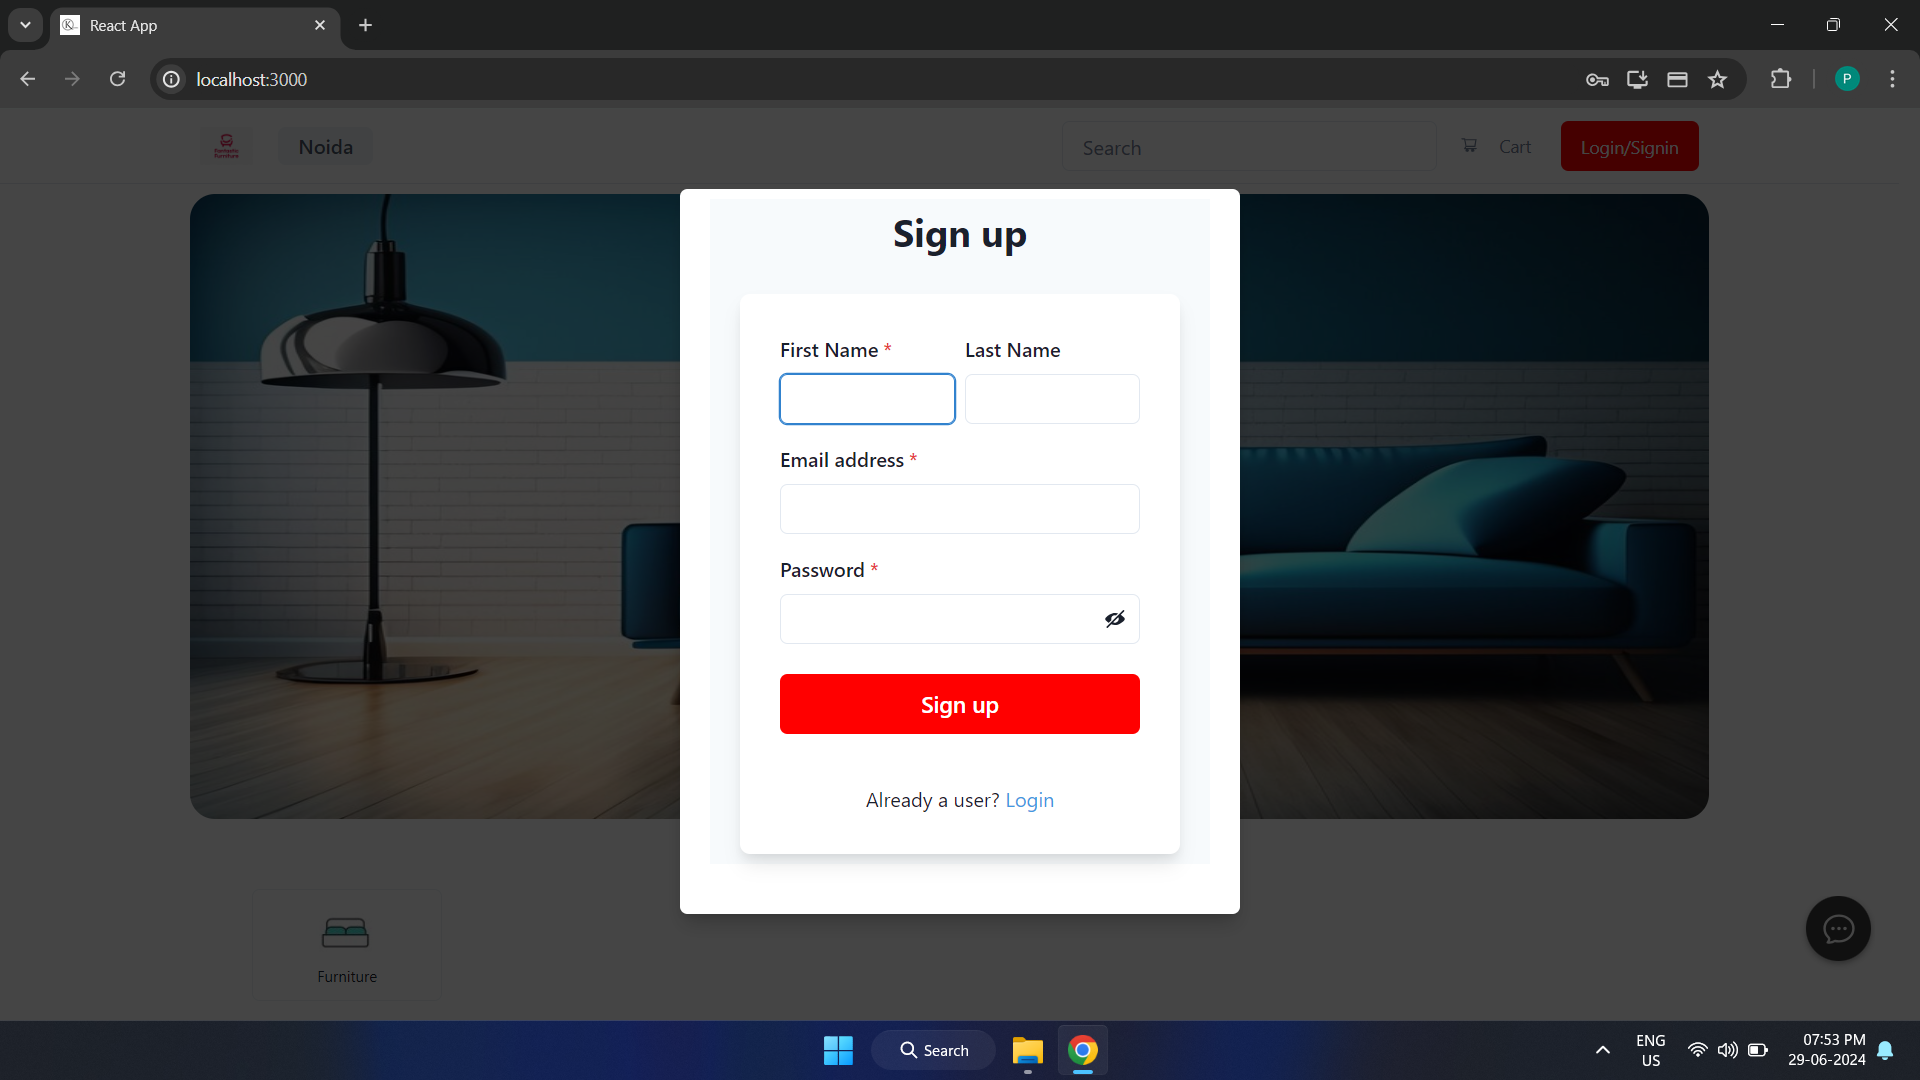 React App
localhost:3000
P
Noida
Search
Cart
Login/Signin
Sign up
First Name *
Last Name
Email address *
Password *
Sign up
Already a user? Login
Furniture
Search
ENG
US
07:53 PM
29-06-2024